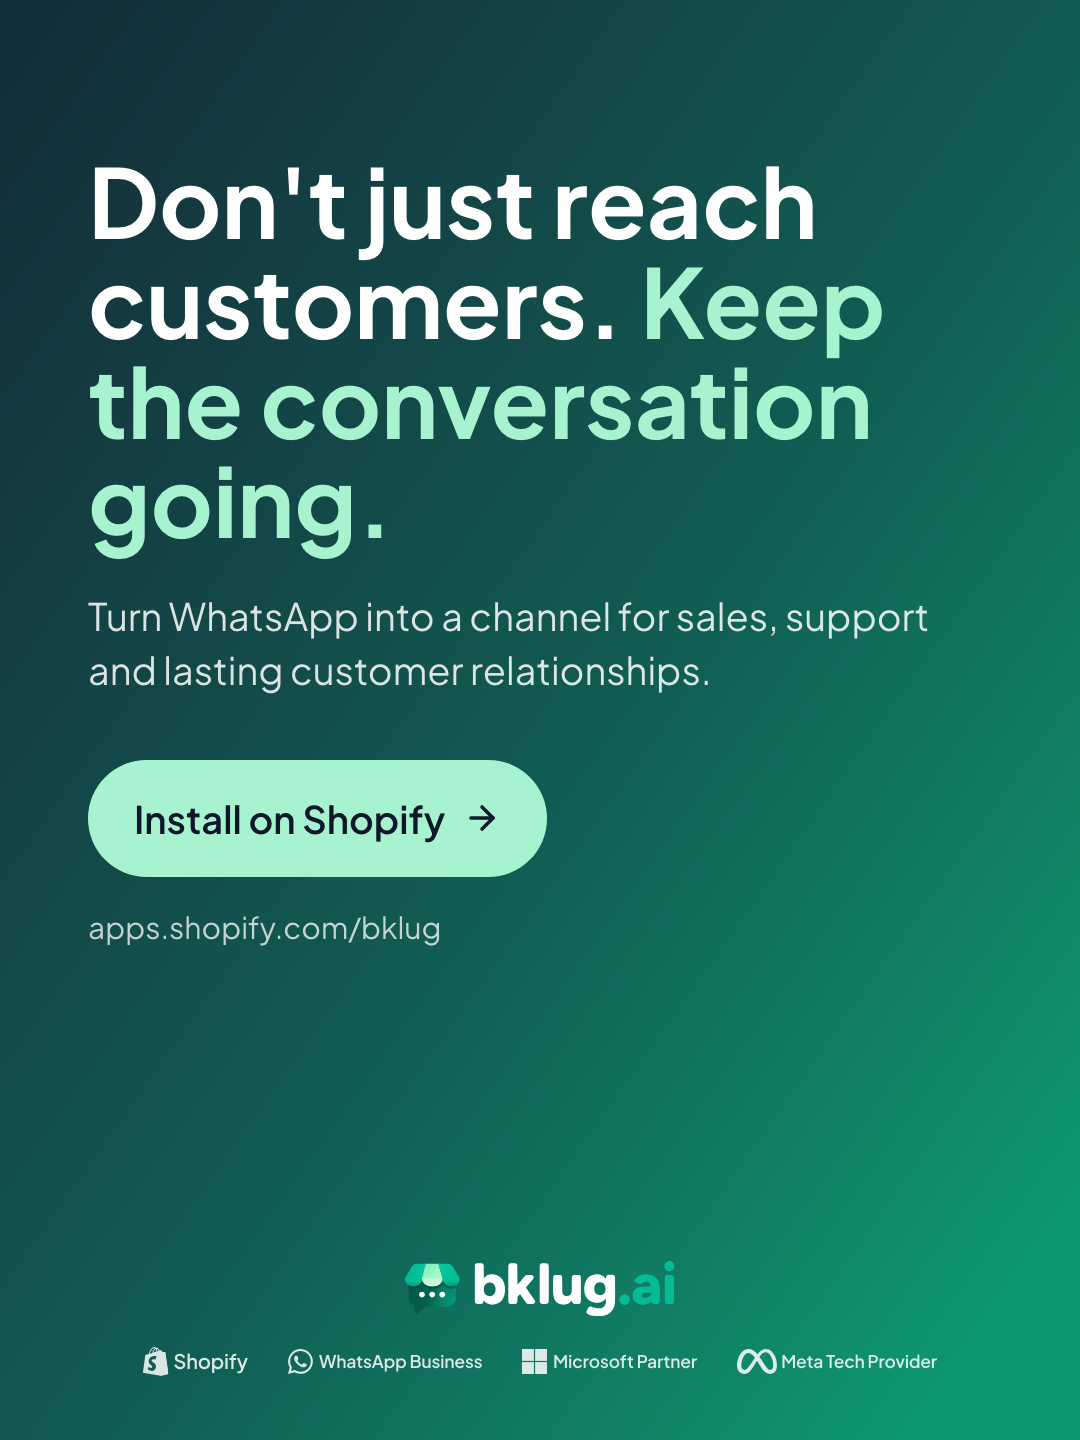 Don't just reach
customers. Keep
the conversation
going.
Turn WhatsApp into a channel for sales, support
and lasting customer relationships.
Install on Shopify →
apps.shopify.com/bklug
bklug.ai
Shopify WhatsApp Business Microsoft Partner Meta Tech Provider